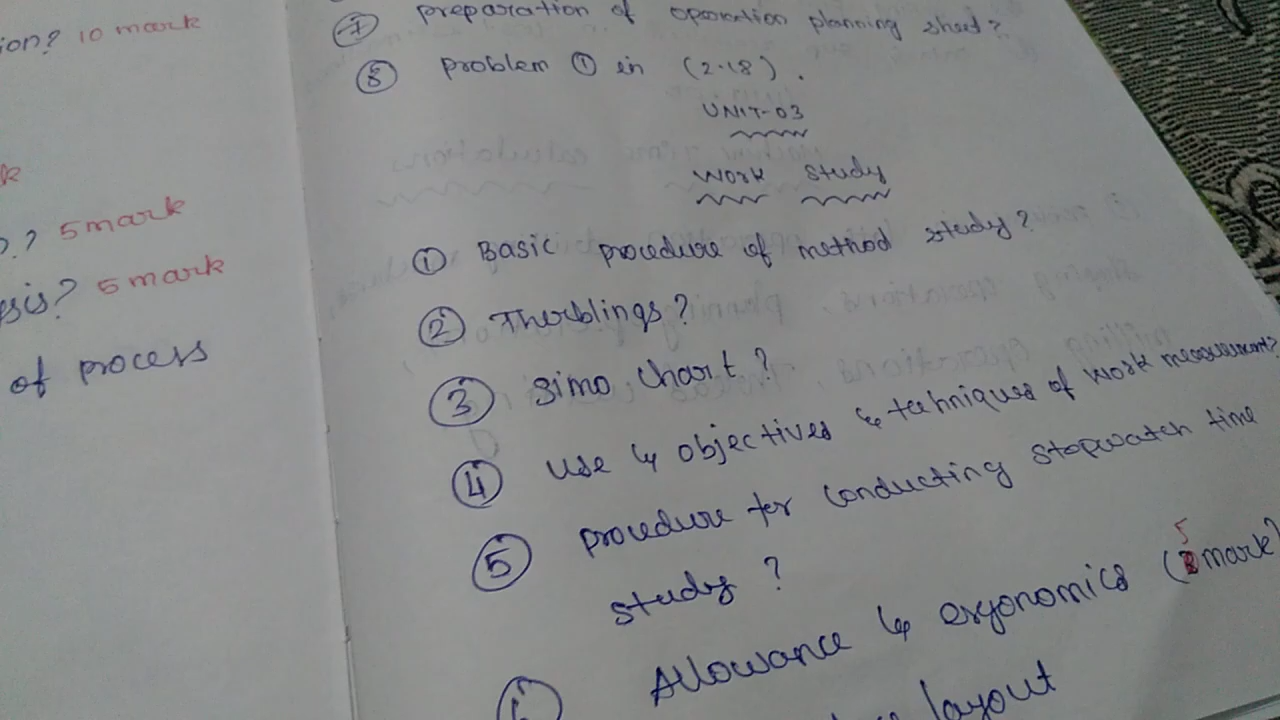 ion? 10 mark
k
?.? 5 mark
sis? 5 mark
of process
⑦ preparation of operation planning sheet?
⑧ problem ① in (2.18).
UNIT-03
Work study
① Basic procedure of method study?
② Therblings?
③ simo chart?
④ use & objectives & techniques of work measurement?
⑤ procedure for conducting stopwatch time
study?
Allowance & ergonomics (5 mark)
layout